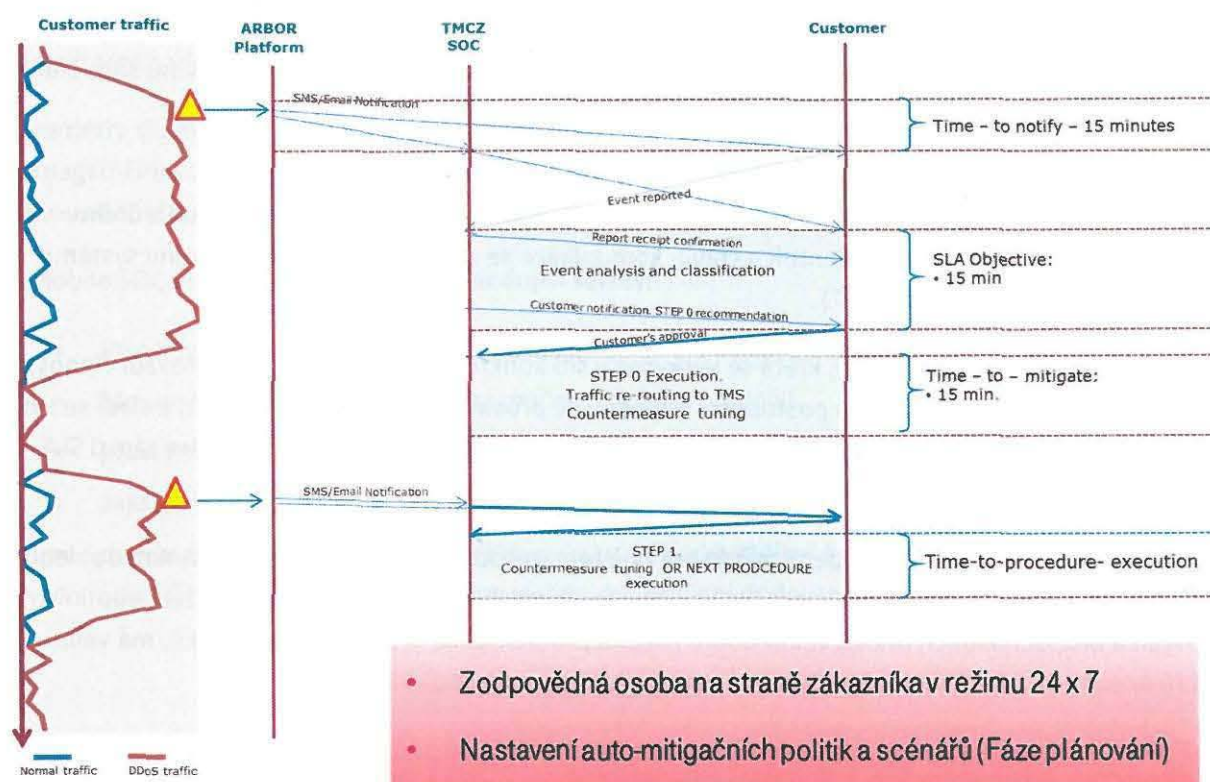 Customer traffic
ARBOR
Platform
TMCZ
SOC
Customer
SMS/Email Notification
Time – to notify – 15 minutes
Event reported
Report receipt confirmation
Event analysis and classification
SLA Objective:
• 15 min
Customer notification. STEP 0 recommendation
Customer's approval
STEP 0 Execution.
Traffic re-routing to TMS
Countermeasure tuning
Time – to – mitigate:
• 15 min.
SMS/Email Notification
STEP 1.
Countermeasure tuning OR NEXT PRODCEDURE
execution
Time-to-procedure- execution
• Zodpovědná osoba na straně zákazníka v režimu 24 x 7
• Nastavení auto-mitigačních politik a scénářů (Fáze plánování)
Normal traffic
DDoS traffic